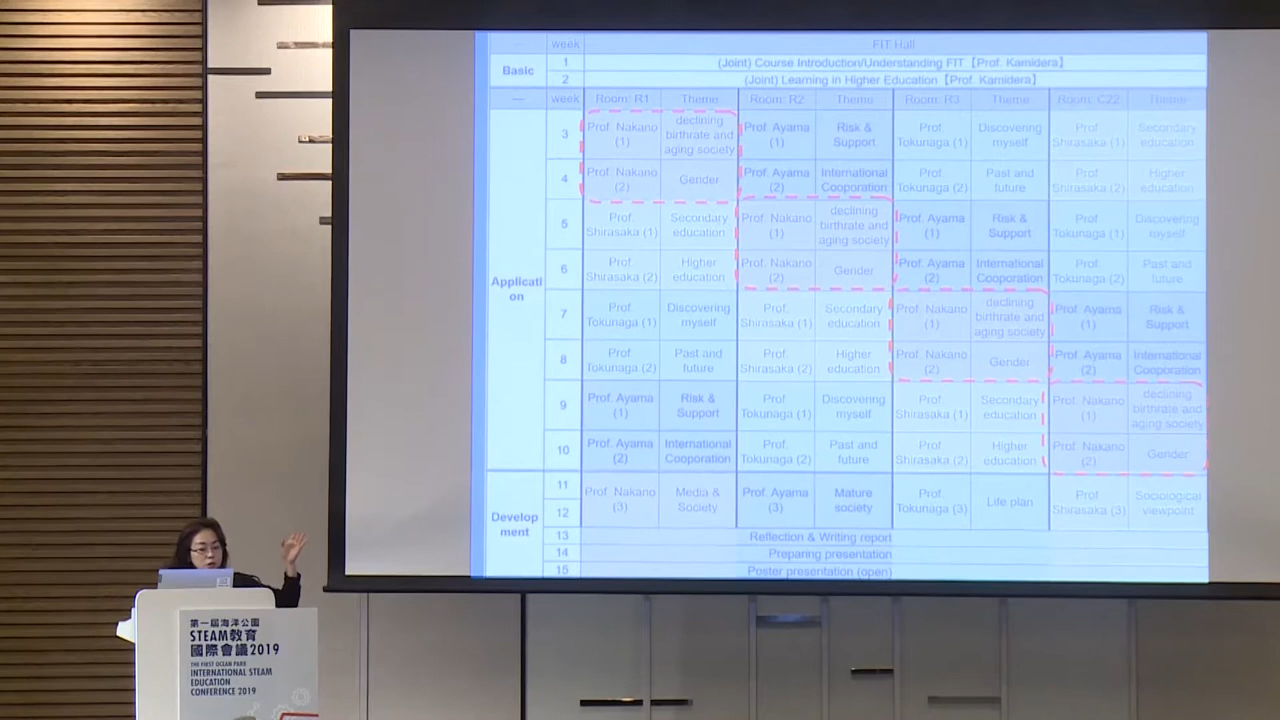 — week FIT Hall
Basic 1 (Joint) Course Introduction/Understanding FIT【Prof. Kamidera】
2 (Joint) Learning in Higher Education【Prof. Kamidera】
— week Room: R1 Theme Room: R2 Theme Room: R3 Theme Room: C22 Theme
Applicati
on
3 Prof. Nakano
(1) declining
birthrate and
aging society Prof. Ayama
(1) Risk &
Support Prof.
Tokunaga (1) Discovering
myself Prof.
Shirasaka (1) Secondary
education
4 Prof. Nakano
(2) Gender Prof. Ayama
(2) International
Cooporation Prof.
Tokunaga (2) Past and
future Prof.
Shirasaka (2) Higher
education
5 Prof.
Shirasaka (1) Secondary
education Prof. Nakano
(1) declining
birthrate and
aging society Prof. Ayama
(1) Risk &
Support Prof.
Tokunaga (1) Discovering
myself
6 Prof.
Shirasaka (2) Higher
education Prof. Nakano
(2) Gender Prof. Ayama
(2) International
Cooporation Prof.
Tokunaga (2) Past and
future
7 Prof.
Tokunaga (1) Discovering
myself Prof.
Shirasaka (1) Secondary
education Prof. Nakano
(1) declining
birthrate and
aging society Prof. Ayama
(1) Risk &
Support
8 Prof.
Tokunaga (2) Past and
future Prof.
Shirasaka (2) Higher
education Prof. Nakano
(2) Gender Prof. Ayama
(2) International
Cooporation
9 Prof. Ayama
(1) Risk &
Support Prof.
Tokunaga (1) Discovering
myself Prof.
Shirasaka (1) Secondary
education Prof. Nakano
(1) declining
birthrate and
aging society
10 Prof. Ayama
(2) International
Cooporation Prof.
Tokunaga (2) Past and
future Prof.
Shirasaka (2) Higher
education Prof. Nakano
(2) Gender
Develop
ment
11
12
Prof. Nakano
(3) Media &
Society Prof. Ayama
(3) Mature
society Prof.
Tokunaga (3) Life plan Prof.
Shirasaka (3) Sociological
viewpoint
13 Reflection & Writing report
14 Preparing presentation
15 Poster presentation (open)
第一屆海洋公園
STEAM教育
國際會議2019
THE FIRST OCEAN PARK
INTERNATIONAL STEAM
EDUCATION
CONFERENCE 2019